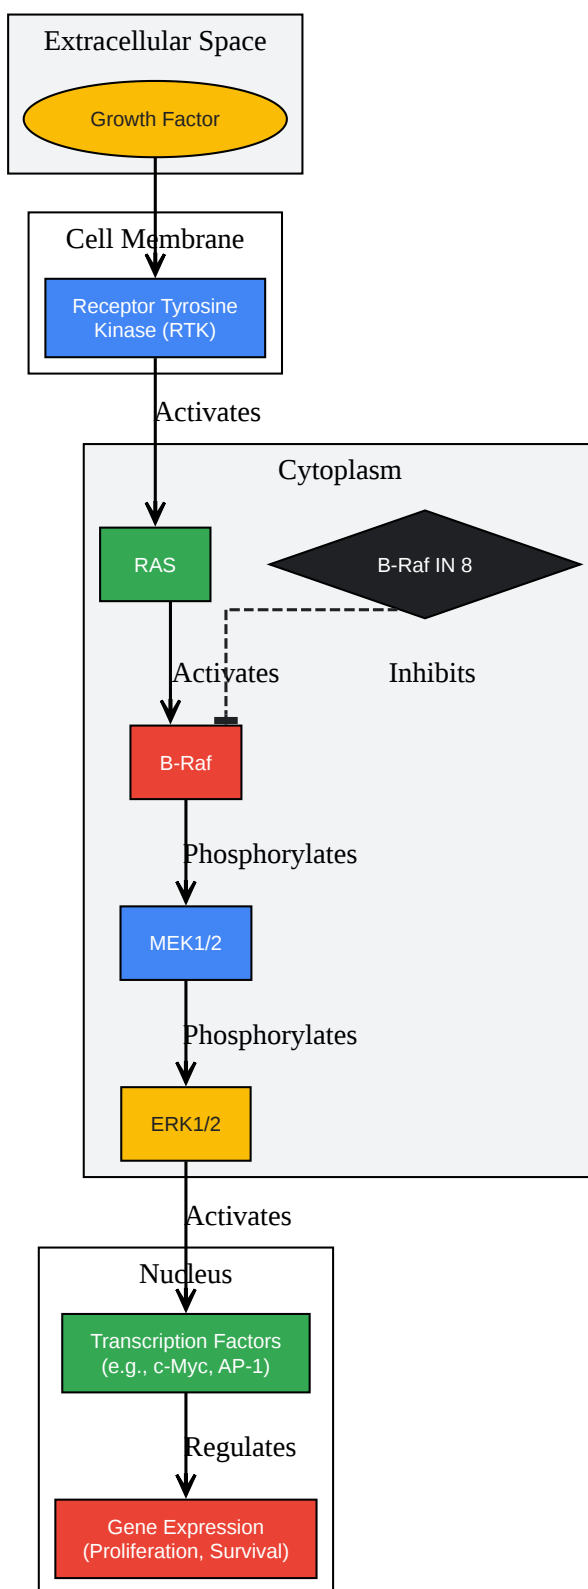 Extracellular Space
Growth Factor
Cell Membrane
Receptor Tyrosine
Kinase (RTK)
Activates
Cytoplasm
RAS
B-Raf IN 8
Activates
Inhibits
B-Raf
Phosphorylates
MEK1/2
Phosphorylates
ERK1/2
Activates
Nucleus
Transcription Factors
(e.g., c-Myc, AP-1)
Regulates
Gene Expression
(Proliferation, Survival)